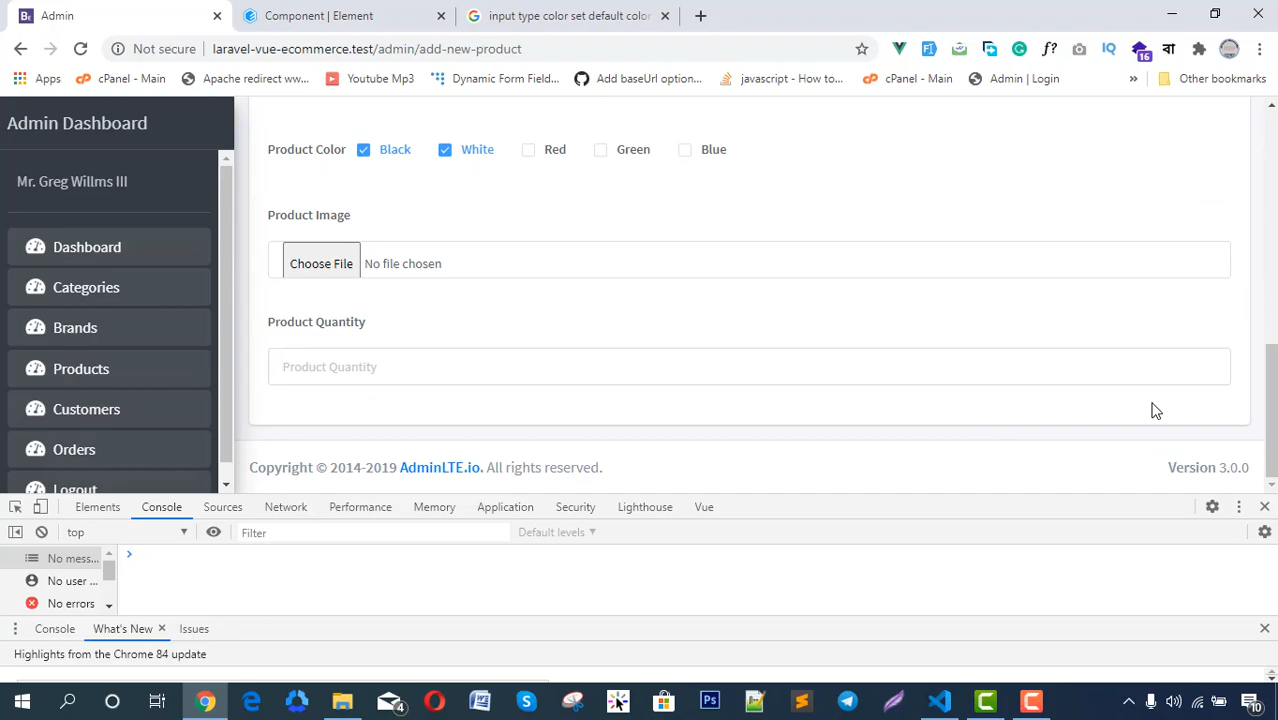 Admin
Component | Element
input type color set default color
Not secure
laravel-vue-ecommerce.test/admin/add-new-product
f?
IQ
16
বা
Apps
cPanel - Main
Apache redirect ww...
Youtube Mp3
Dynamic Form Field...
Add baseUrl option...
javascript - How to...
cPanel - Main
Admin | Login
»
Other bookmarks
Admin Dashboard
Mr. Greg Willms III
Dashboard
Categories
Brands
Products
Customers
Orders
Logout
Product Color
Black
White
Red
Green
Blue
Product Image
Choose File
No file chosen
Product Quantity
Product Quantity
Copyright © 2014-2019 AdminLTE.io. All rights reserved.
Version 3.0.0
Elements
Console
Sources
Network
Performance
Memory
Application
Security
Lighthouse
Vue
top
Filter
Default levels
No mess...
No user ...
No errors
Console
What's New
Issues
Highlights from the Chrome 84 update
4
Ps
10